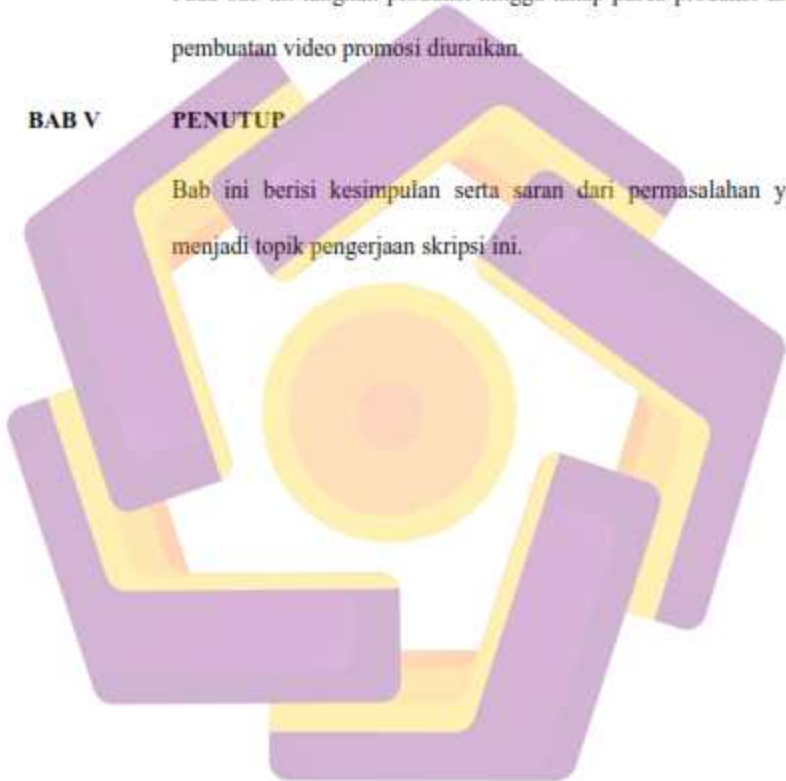 pembuatan video promosi diuraikan.
BAB V PENUTUP
Bab ini berisi kesimpulan serta saran dari permasalahan y
menjadi topik pengerjaan skripsi ini.